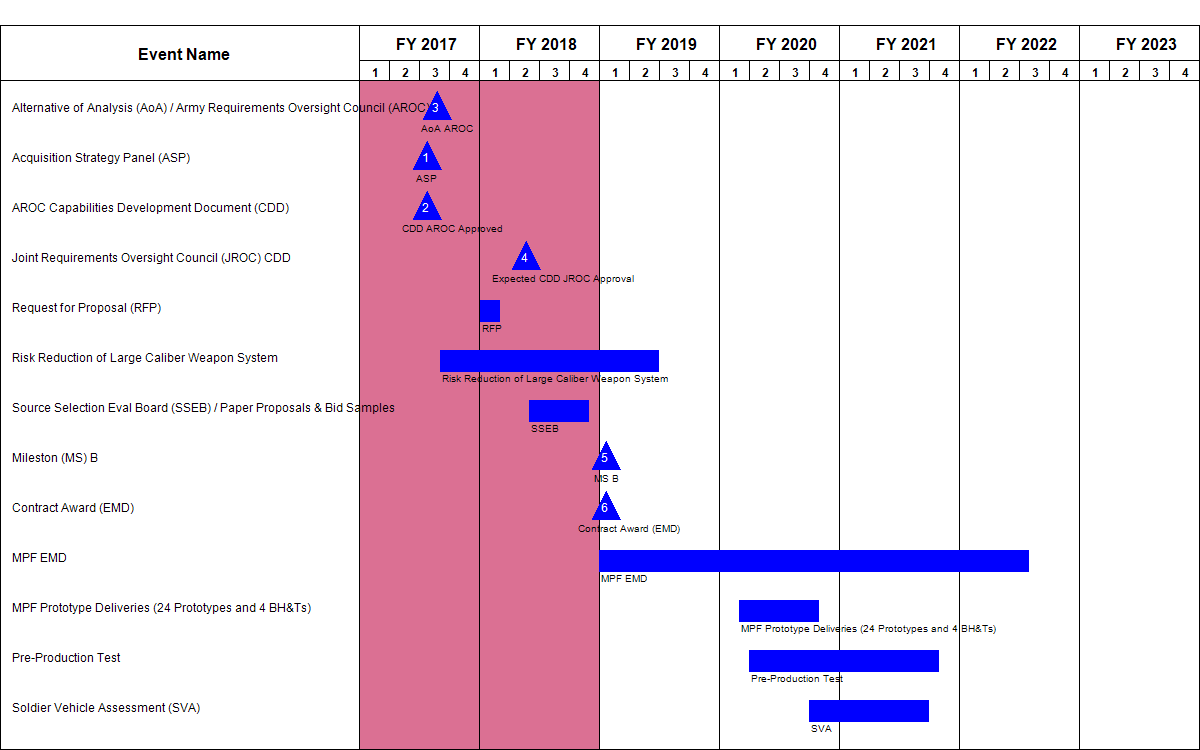 FY 2017 FY 2018 FY 2019 FY 2020 FY 2021 FY 2022 FY 2023
Event Name
1 2 3 4 1 2 3 4 1 2 3 4 1 2 3 4 1 2 3 4 1 2 3 4 1 2 3 4
Alternative of Analysis (AoA) / Army Requirements Oversight Council (AROC) 3
AoA AROC
Acquisition Strategy Panel (ASP) 1
ASP
AROC Capabilities Development Document (CDD) 2
CDD AROC Approved
Joint Requirements Oversight Council (JROC) CDD 4
Expected CDD JROC Approval
Request for Proposal (RFP)
RFP
Risk Reduction of Large Caliber Weapon System
Risk Reduction of Large Caliber Weapon System
Source Selection Eval Board (SSEB) / Paper Proposals & Bid Samples
SSEB
Mileston (MS) B 5
MS B
Contract Award (EMD) 6
Contract Award (EMD)
MPF EMD
MPF EMD
MPF Prototype Deliveries (24 Prototypes and 4 BH&Ts)
MPF Prototype Deliveries (24 Prototypes and 4 BH&Ts)
Pre-Production Test
Pre-Production Test
Soldier Vehicle Assessment (SVA)
SVA